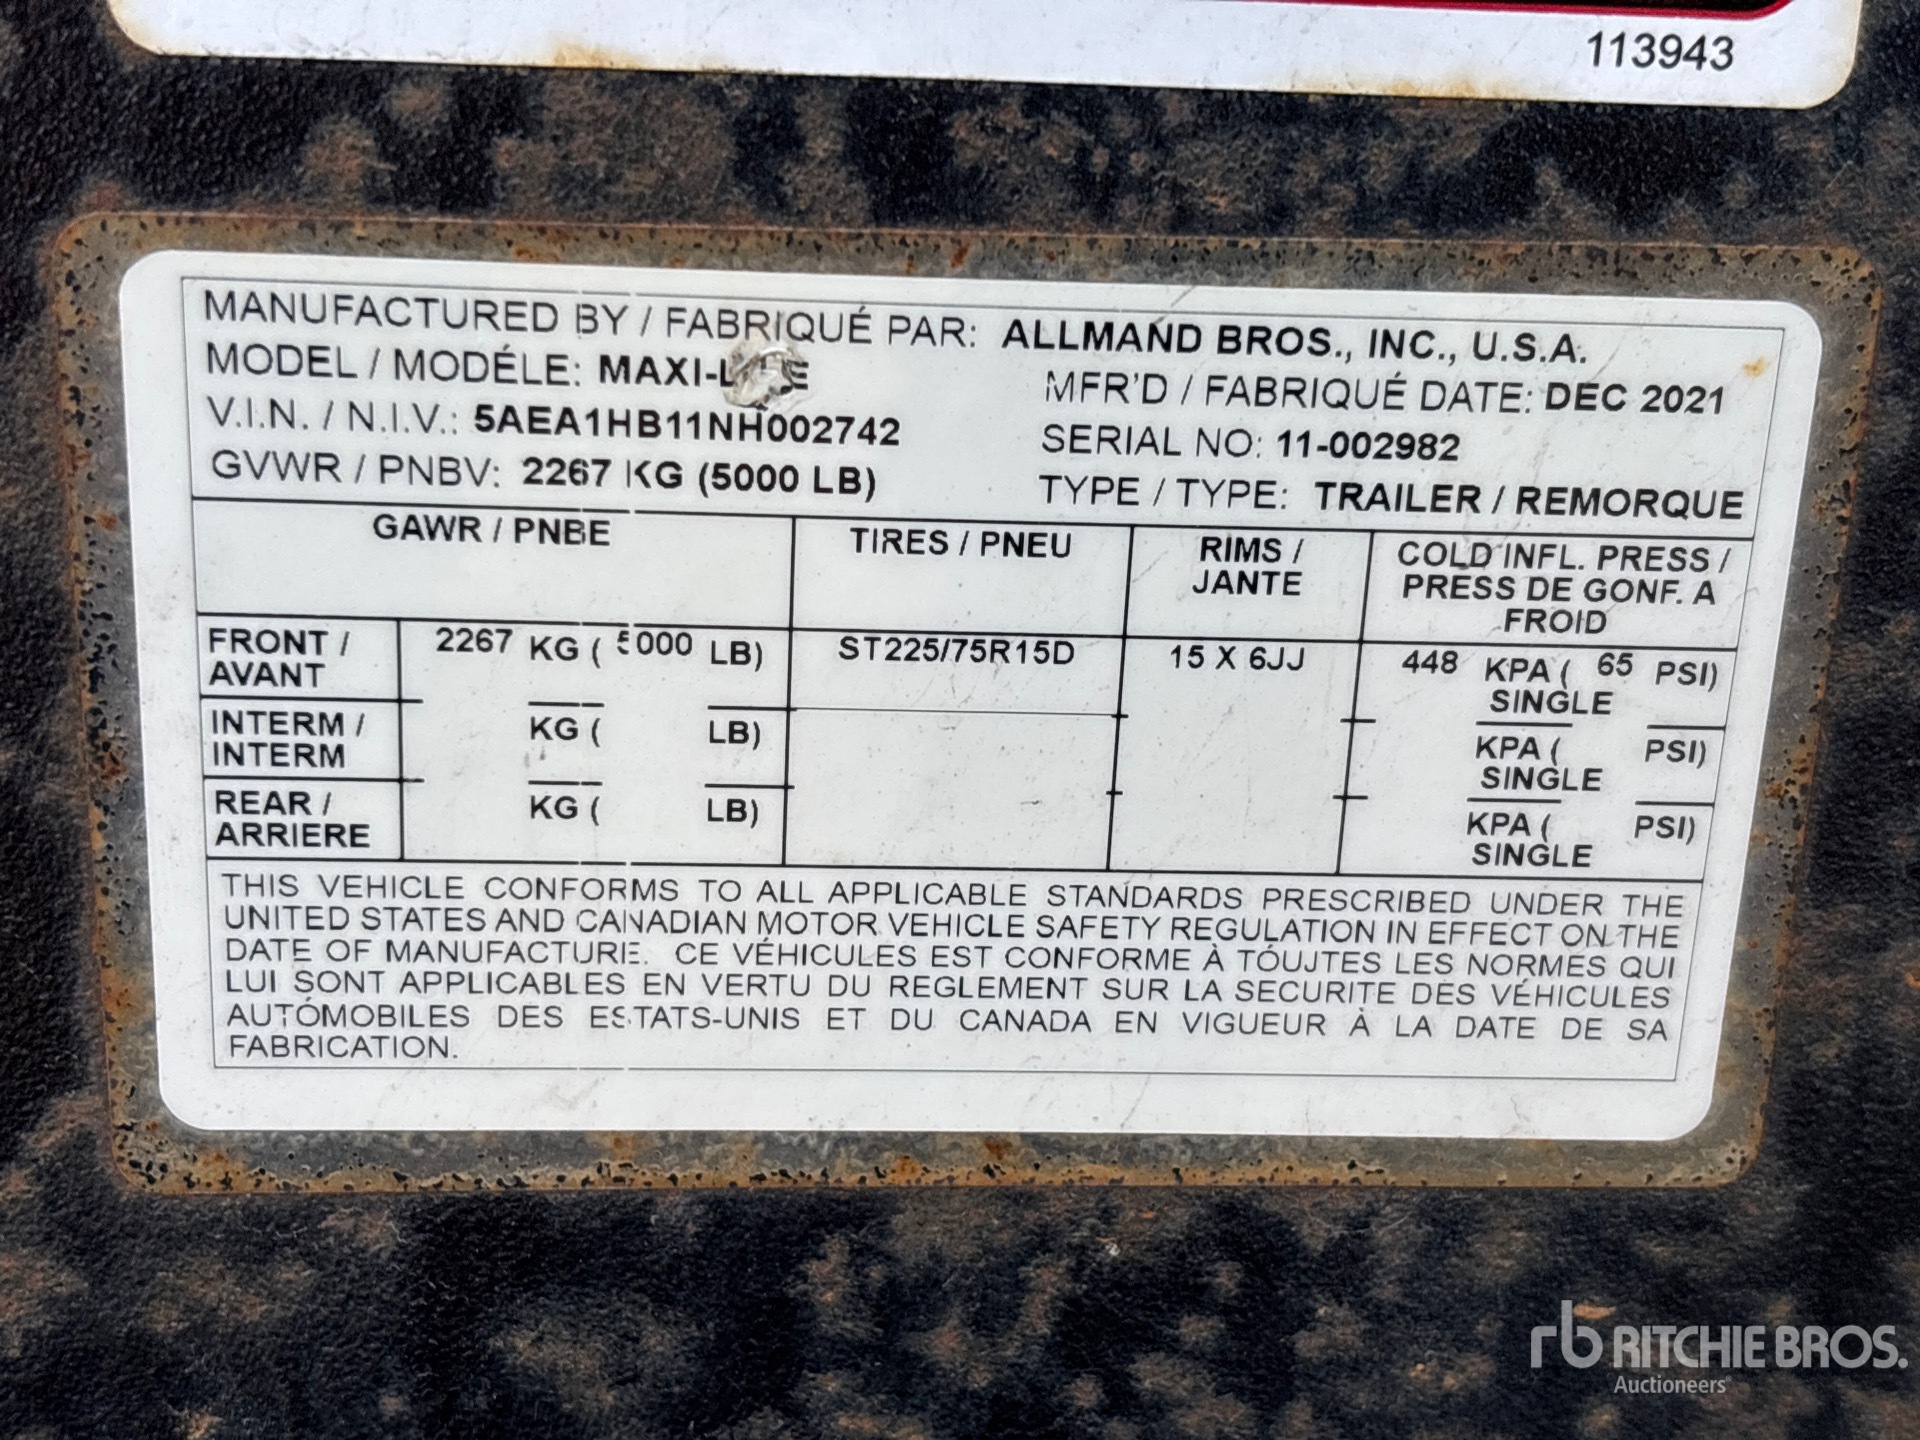 113943
MANUFACTURED BY / FABRIQUÉ PAR: ALLMAND BROS., INC., U.S.A.
MODEL / MODÉLE: MAXI-
MFR'D / FABRIQUÉ DATE: DEC 2021
V.I.N. / N.I.V.: 5AEA1HB11NH002742
SERIAL NO: 11-002982
GVWR / PNBV: 2267 KG (5000 LB)
TYPE / TYPE: TRAILER / REMORQUE
GAWR / PNBE
TIRES / PNEU
RIMS /
JANTE
COLD INFL. PRESS /
PRESS DE GONF. A
FROID
FRONT /
AVANT
2267 KG ( 5000 LB)
ST225/75R15D
15 X 6JJ
448 KPA ( 65 PSI)
SINGLE
INTERM /
INTERM
KG ( LB)
KPA ( PSI)
SINGLE
REAR /
ARRIERE
KG ( LB)
KPA ( PSI)
SINGLE
THIS VEHICLE CONFORMS TO ALL APPLICABLE STANDARDS PRESCRIBED UNDER THE
UNITED STATES AND CANADIAN MOTOR VEHICLE SAFETY REGULATION IN EFFECT ON THE
DATE OF MANUFACTURE. CE VÉHICULES EST CONFORME À TÓUJTES LES NORMES QUI
LUI SONT APPLICABLES EN VERTU DU REGLEMENT SUR LA SECURITE DES VÉHICULES
AUTÓMOBILES DES ES.TATS-UNIS ET DU CANADA EN VIGUEUR À LA DATE DE SA
FABRICATION.
rb RITCHIE BROS.
Auctioneers